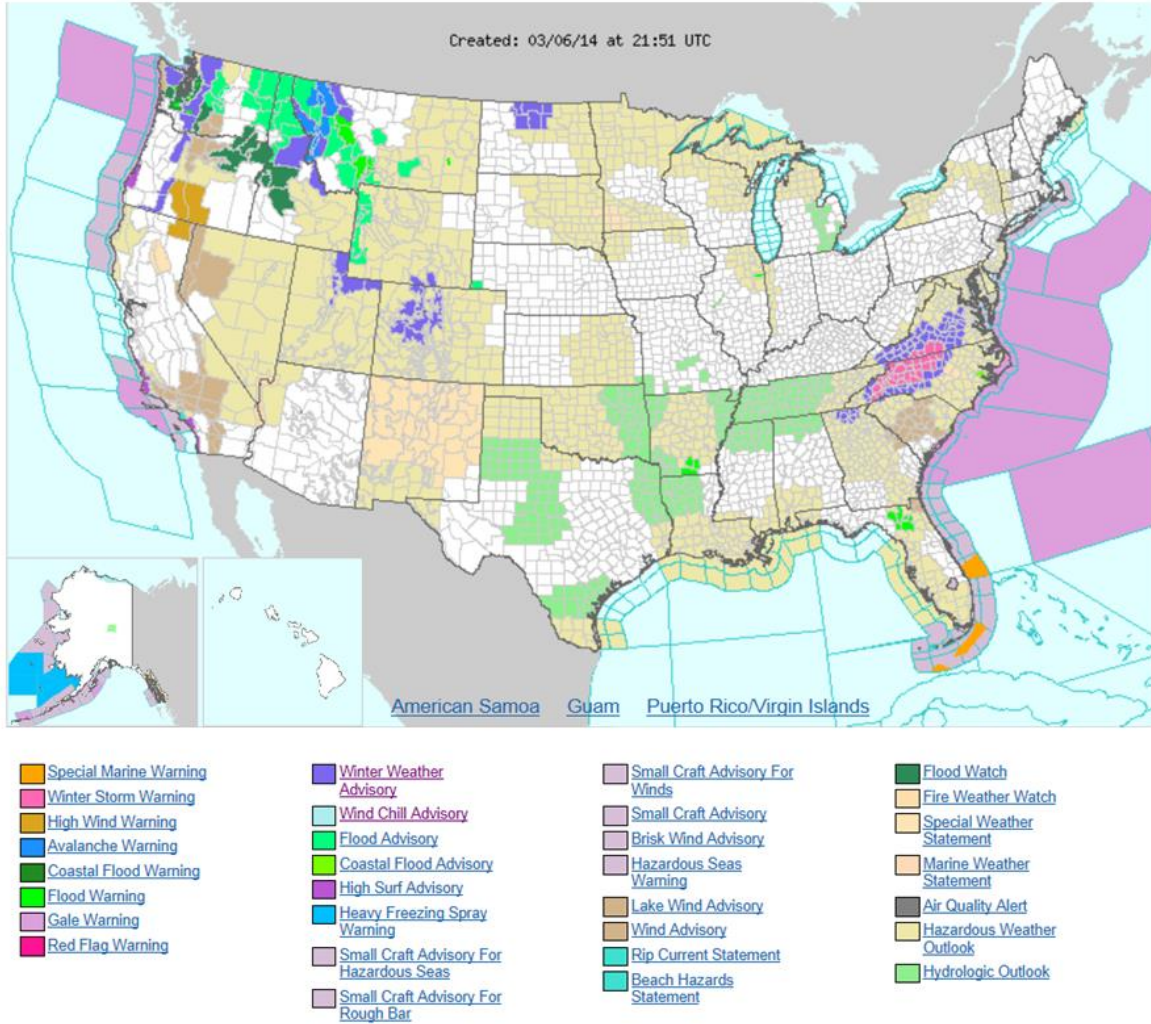 Created: 03/06/14 at 21:51 UTC
American Samoa Guam Puerto Rico/Virgin Islands
Special Marine Warning
Winter Storm Warning
High Wind Warning
Avalanche Warning
Coastal Flood Warning
Flood Warning
Gale Warning
Red Flag Warning
Winter Weather
Advisory
Wind Chill Advisory
Flood Advisory
Coastal Flood Advisory
High Surf Advisory
Heavy Freezing Spray
Warning
Small Craft Advisory For
Hazardous Seas
Small Craft Advisory For
Rough Bar
Small Craft Advisory For
Winds
Small Craft Advisory
Brisk Wind Advisory
Hazardous Seas
Warning
Lake Wind Advisory
Wind Advisory
Rip Current Statement
Beach Hazards
Statement
Flood Watch
Fire Weather Watch
Special Weather
Statement
Marine Weather
Statement
Air Quality Alert
Hazardous Weather
Outlook
Hydrologic Outlook